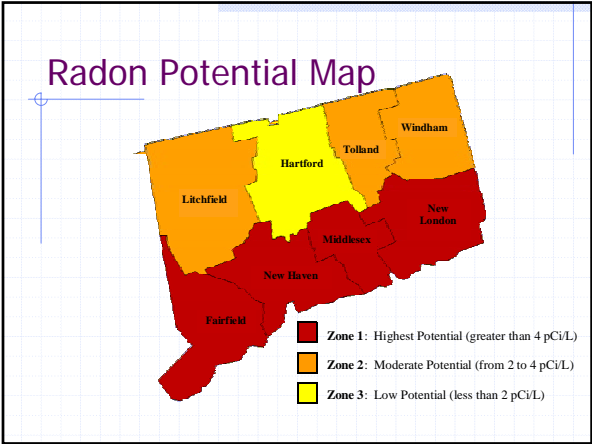 Radon Potential Map
Windham
Tolland
Hartford
Litchfield
New
London
Middlesex
New Haven
Fairfield
Zone 1: Highest Potential (greater than 4 pCi/L)
Zone 2: Moderate Potential (from 2 to 4 pCi/L)
Zone 3: Low Potential (less than 2 pCi/L)